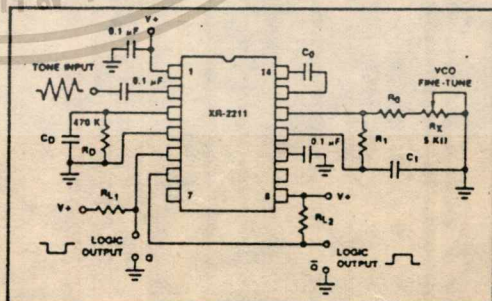 V+
0.1 µF
TONE INPUT
0.1 µF
1
14
C0
XR-2211
VCO
FINE-TUNE
R0
RX
5 KΩ
470 K
CD
RD
R1
0.1 µF
C1
7
8
V+
RL1
V+
RL2
LOGIC
OUTPUT
Q
LOGIC
OUTPUT
Q̅